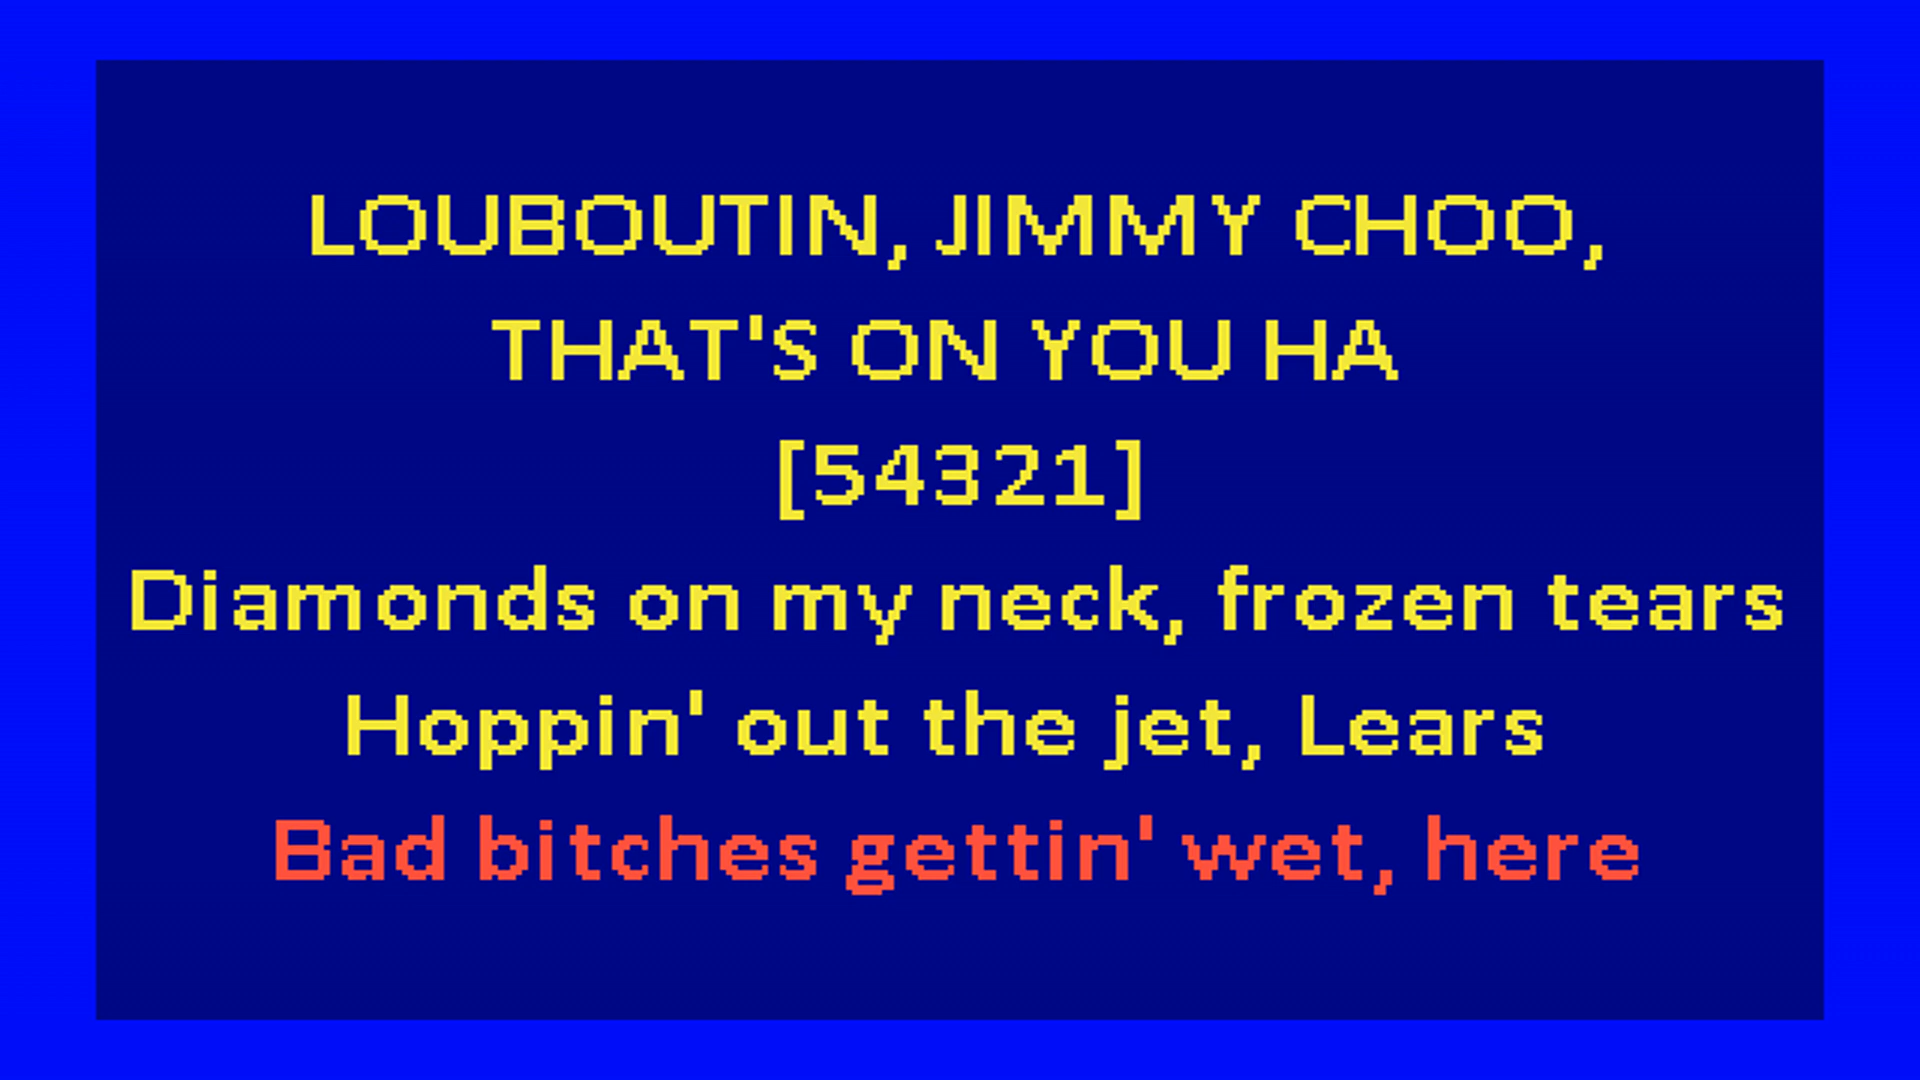 LOUBOUTIN, JIMMY CHOO,
THAT'S ON YOU HA
[54321]
Diamonds on my neck, frozen tears
Hoppin' out the jet, Lears
Bad bitches gettin' wet, here